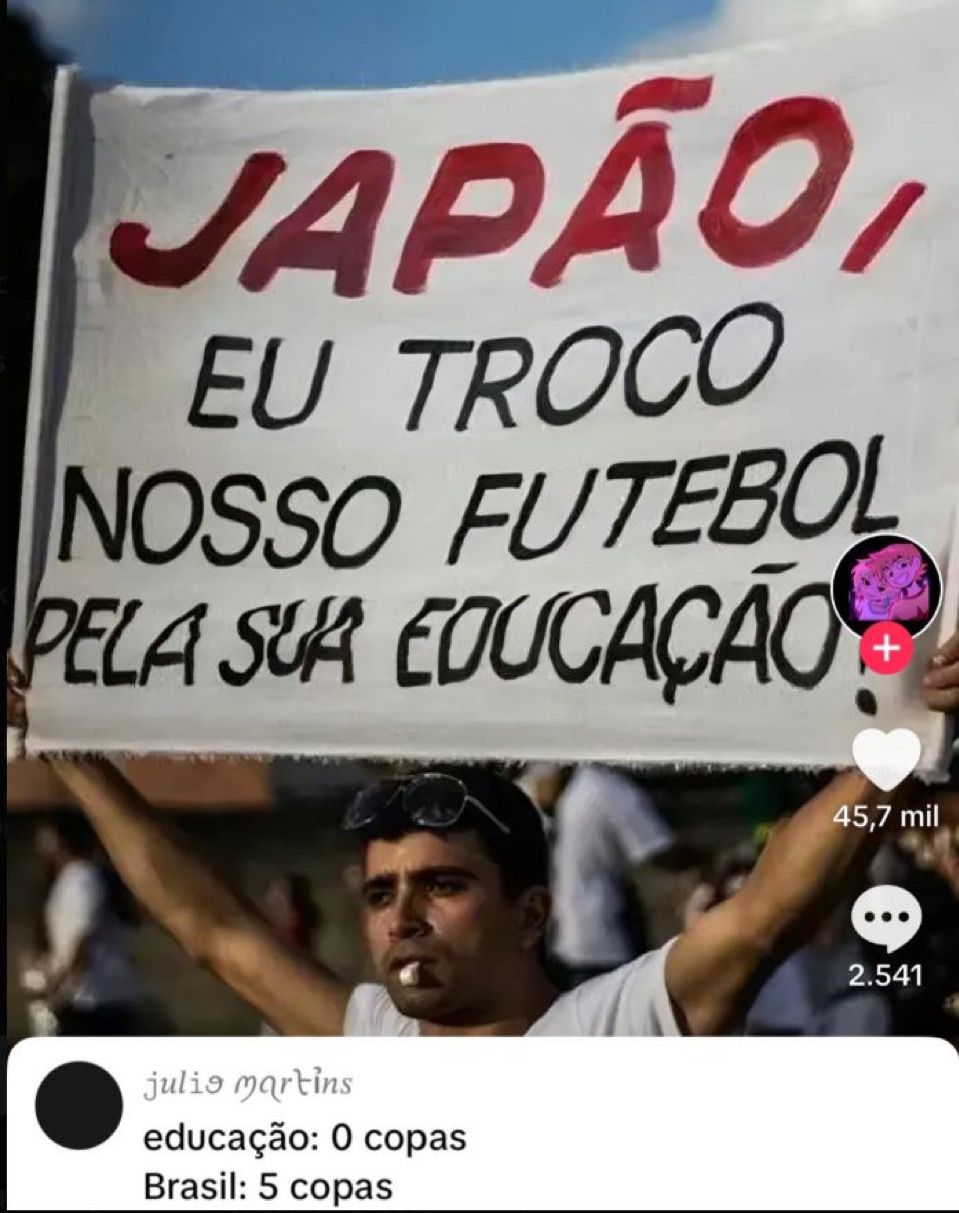 JAPÃO,
EU TROCO
NOSSO FUTEBOL
PELA SUA EDUCAÇÃO!
45,7 mil
2.541
julio martins
educação: 0 copas
Brasil: 5 copas